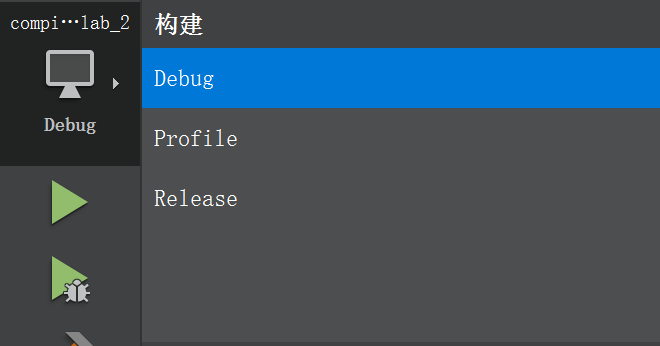 compi…lab_2
Debug
构建
Debug
Profile
Release